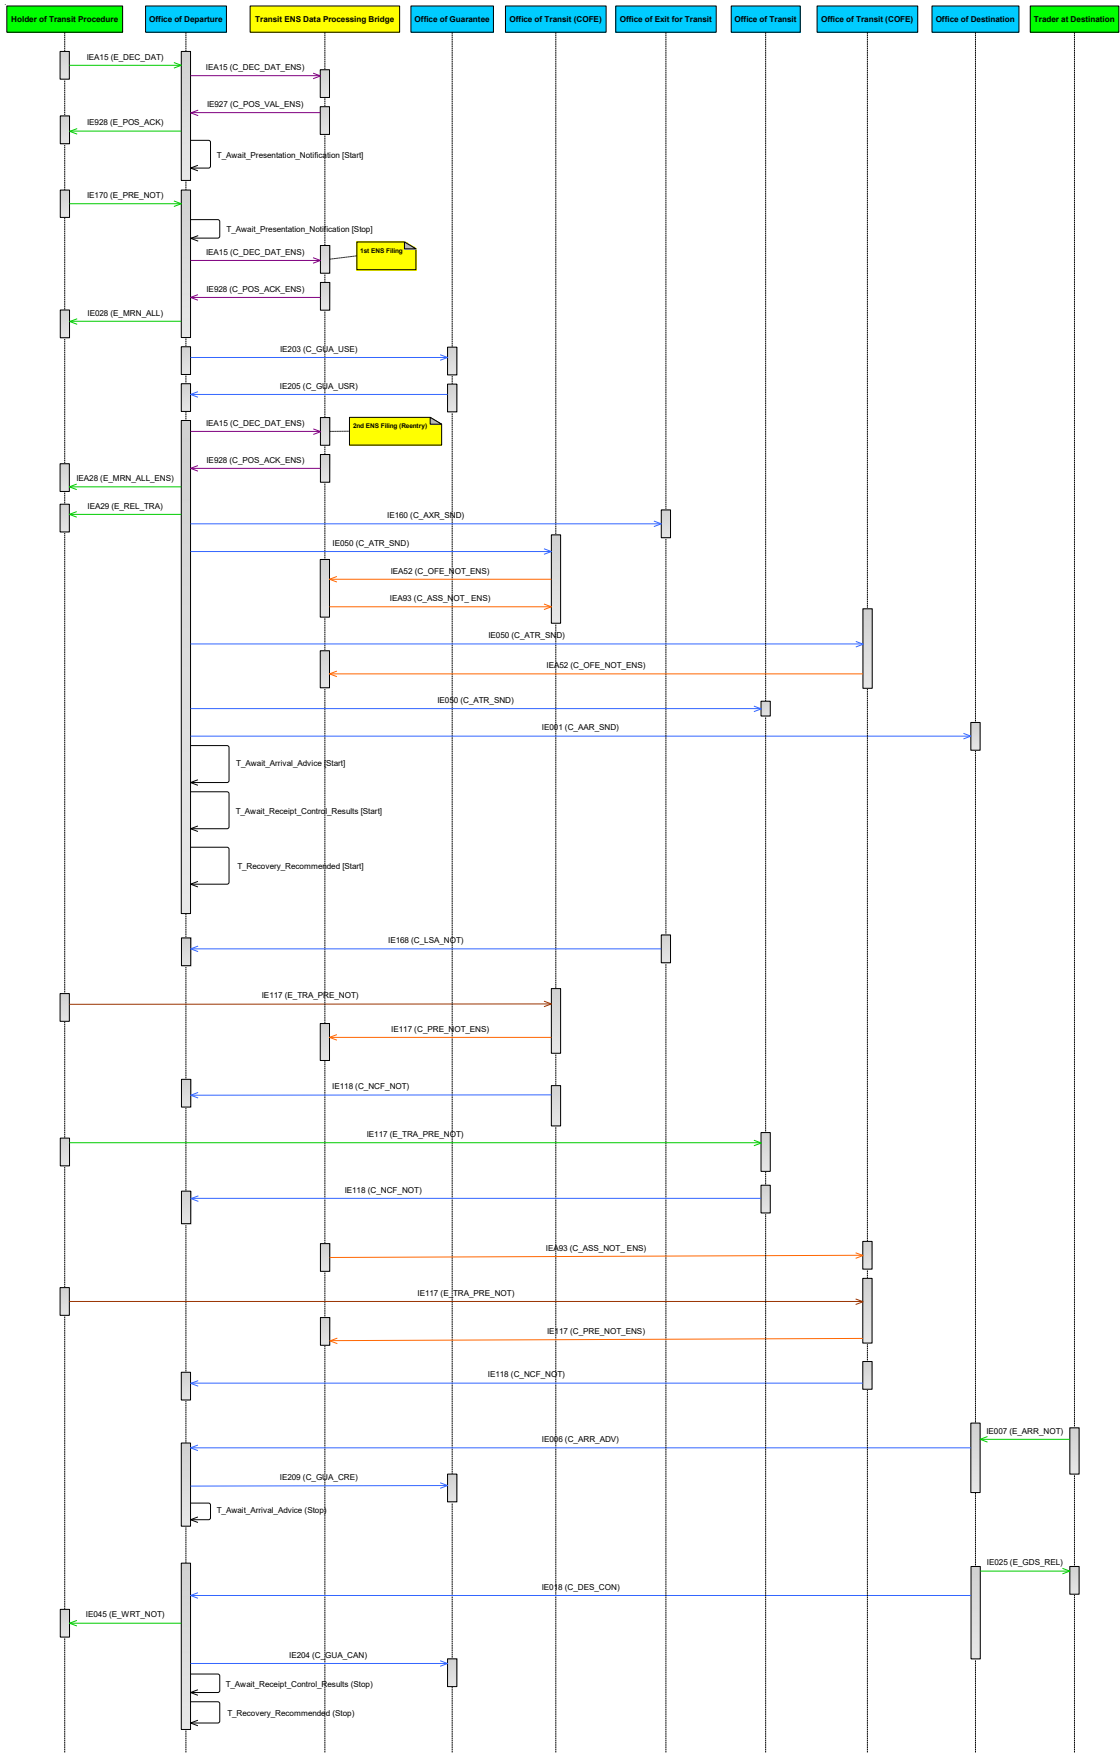 Holder of Transit Procedure
Office of Departure
Transit ENS Data Processing Bridge
Office of Guarantee
Office of Transit (COFE)
Office of Exit for Transit
Office of Transit
Office of Transit (COFE)
Office of Destination
Trader at Destination
IEA15 (E_DEC_DAT)
IEA15 (C_DEC_DAT_ENS)
IE927 (C_POS_VAL_ENS)
IE928 (E_POS_ACK)
T_Await_Presentation_Notification [Start]
IE170 (E_PRE_NOT)
T_Await_Presentation_Notification [Stop]
1st ENS Filing
IEA15 (C_DEC_DAT_ENS)
IE928 (C_POS_ACK_ENS)
IE028 (E_MRN_ALL)
IE203 (C_GUA_USE)
IE205 (C_GUA_USR)
IEA15 (C_DEC_DAT_ENS)
2nd ENS Filing (Reentry)
IE928 (C_POS_ACK_ENS)
IEA28 (E_MRN_ALL_ENS)
IEA29 (E_REL_TRA)
IE160 (C_AXR_SND)
IE050 (C_ATR_SND)
IEA52 (C_OFE_NOT_ENS)
IEA93 (C_ASS_NOT_ENS)
IE050 (C_ATR_SND)
IEA52 (C_OFE_NOT_ENS)
IE050 (C_ATR_SND)
IE001 (C_AAR_SND)
T_Await_Arrival_Advice [Start]
T_Await_Receipt_Control_Results [Start]
T_Recovery_Recommended [Start]
IE168 (C_LSA_NOT)
IE117 (E_TRA_PRE_NOT)
IE117 (C_PRE_NOT_ENS)
IE118 (C_NCF_NOT)
IE117 (E_TRA_PRE_NOT)
IE118 (C_NCF_NOT)
IEA93 (C_ASS_NOT_ENS)
IE117 (E_TRA_PRE_NOT)
IE117 (C_PRE_NOT_ENS)
IE118 (C_NCF_NOT)
IE007 (E_ARR_NOT)
IE006 (C_ARR_ADV)
IE209 (C_GUA_CRE)
T_Await_Arrival_Advice (Stop)
IE025 (E_GDS_REL)
IE018 (C_DES_CON)
IE045 (E_WRT_NOT)
IE204 (C_GUA_CAN)
T_Await_Receipt_Control_Results (Stop)
T_Recovery_Recommended (Stop)